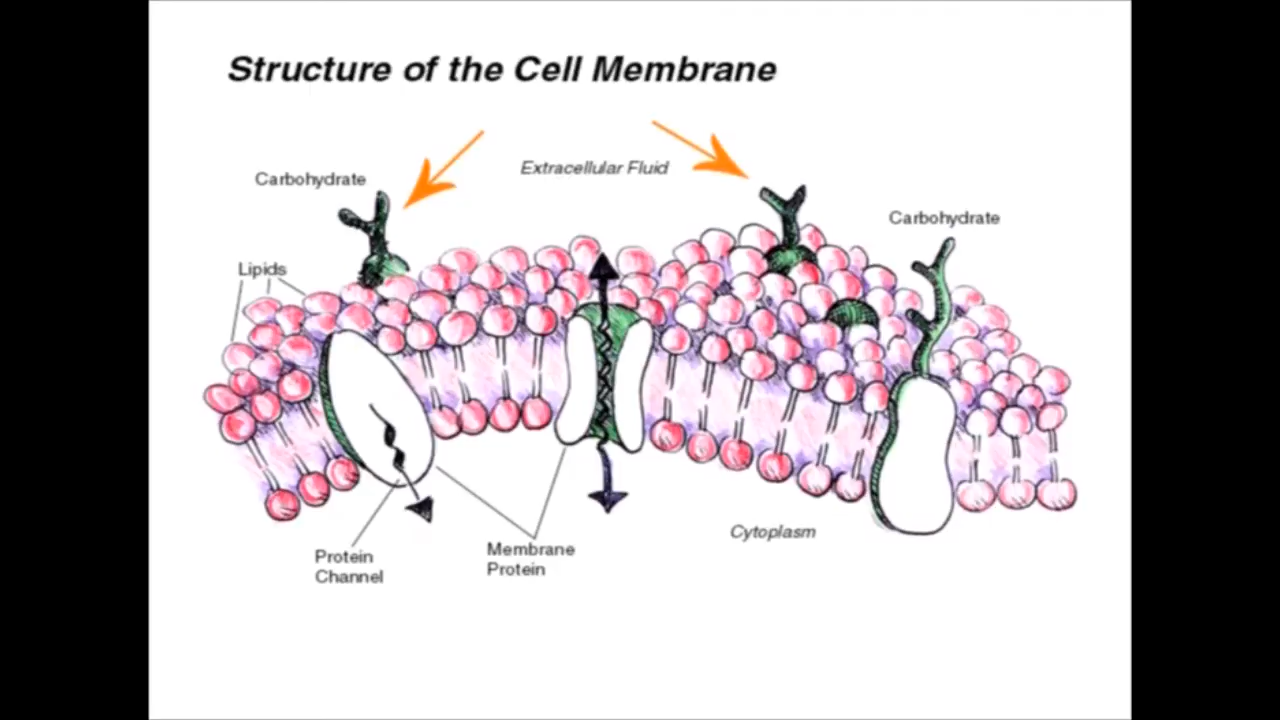 Structure of the Cell Membrane
Extracellular Fluid
Carbohydrate
Carbohydrate
Lipids
Cytoplasm
Membrane
Protein
Protein
Channel